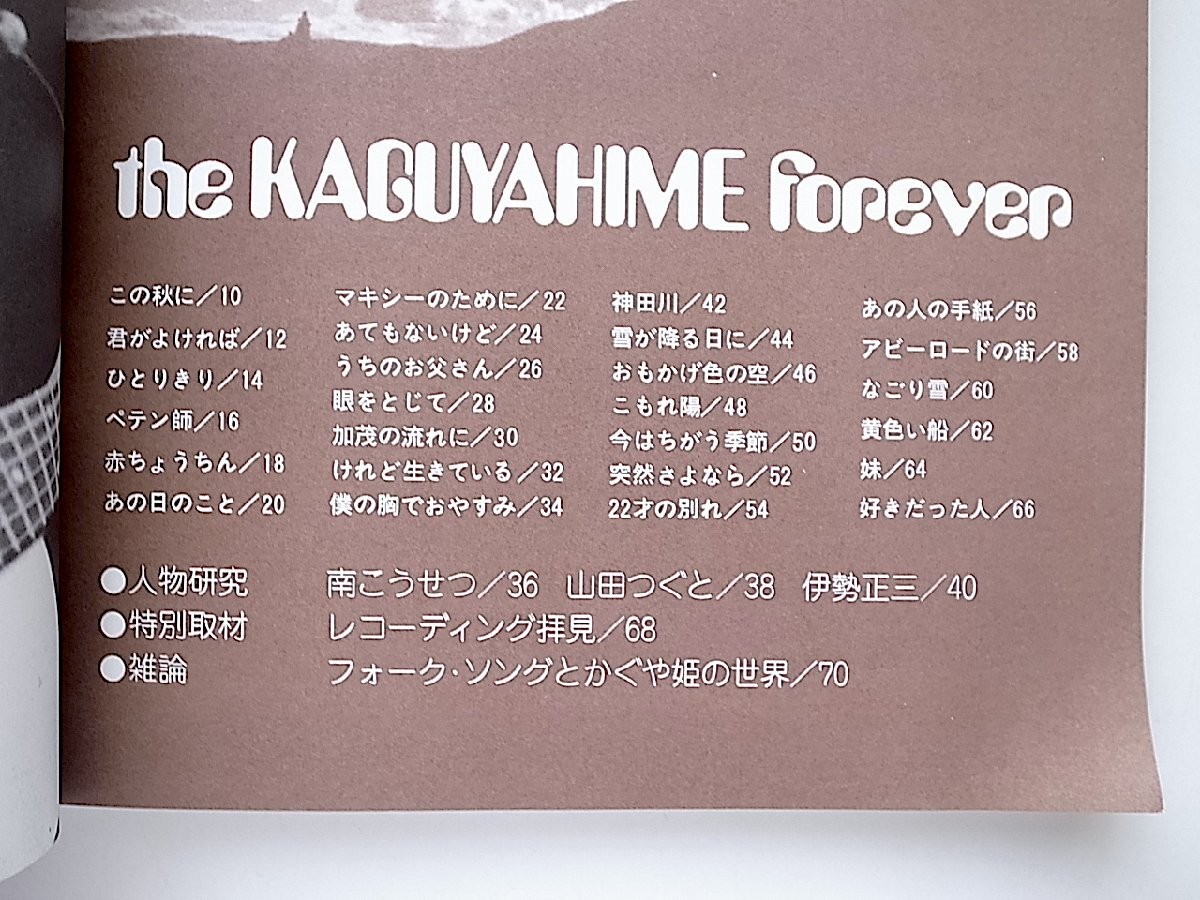 the KAGUYAHIME forever
この秋に／10
君がよければ／12
ひとりきり／14
ペテン師／16
赤ちょうちん／18
あの日のこと／20
マキシーのために／22
あてもないけど／24
うちのお父さん／26
眼をとじて／28
加茂の流れに／30
けれど生きている／32
僕の胸でおやすみ／34
神田川／42
雪が降る日に／44
おもかげ色の空／46
こもれ陽／48
今はちがう季節／50
突然さよなら／52
22才の別れ／54
あの人の手紙／56
アビーロードの街／58
なごり雪／60
黄色い船／62
妹／64
好きだった人／66
●人物研究 南こうせつ／36 山田つぐと／38 伊勢正三／40
●特別取材 レコーディング拝見／68
●雑論 フォーク・ソングとかぐや姫の世界／70